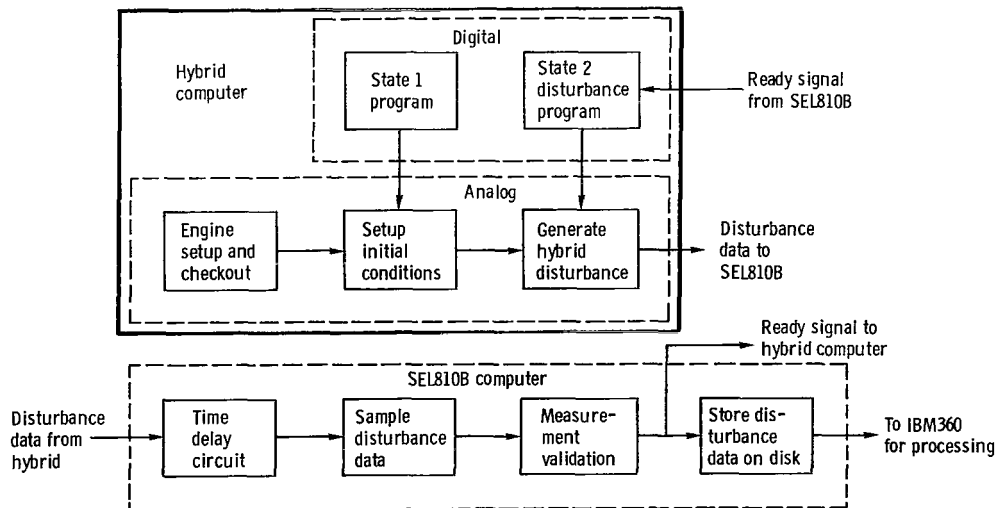 Digital
Hybrid
computer
State 1
program
State 2
disturbance
program
Ready signal
from SEL810B
Analog
Engine
setup and
checkout
Setup
initial
conditions
Generate
hybrid
disturbance
Disturbance
data to
SEL810B
Ready signal to
hybrid computer
SEL810B computer
Disturbance
data from
hybrid
Time
delay
circuit
Sample
disturbance
data
Measure-
ment
validation
Store dis-
turbance
data on disk
To IBM360
for processing